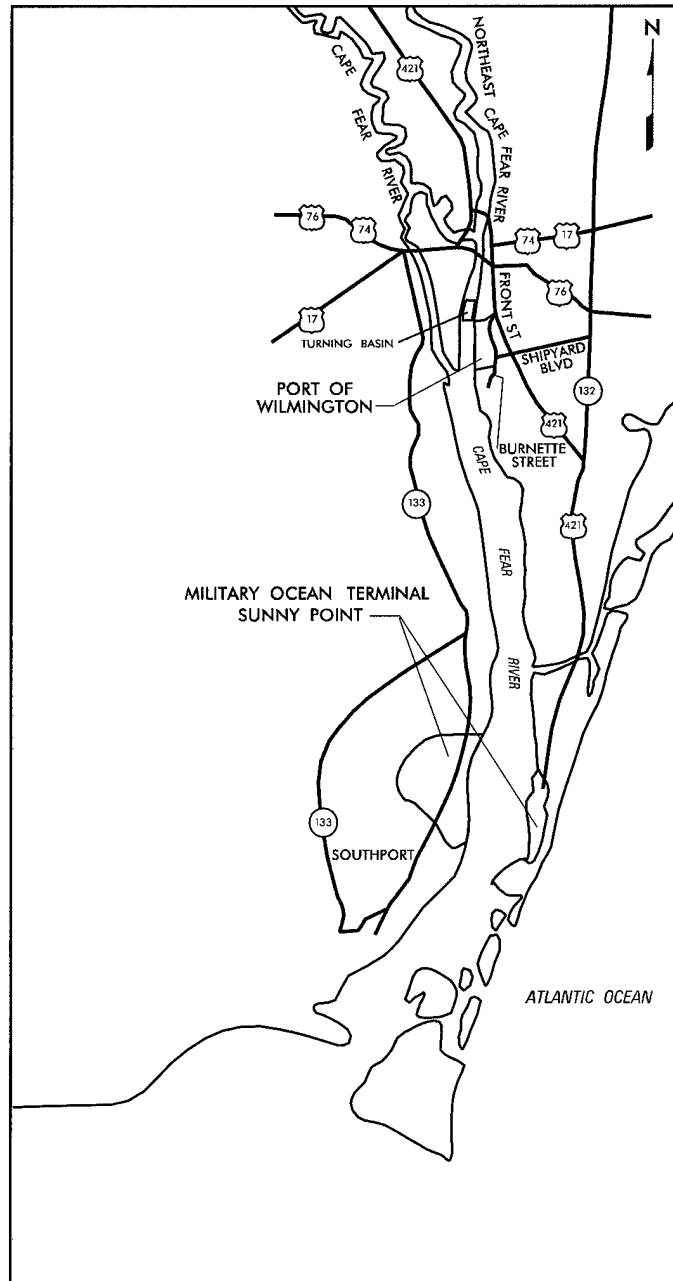 N
CAPE
FEAR
RIVER
421
NORTHEAST CAPE FEAR RIVER
76
74
74
17
17
76
FRONT ST
TURNING BASIN
SHIPYARD
BLVD
PORT OF
WILMINGTON
132
421
BURNETTE
STREET
CAPE
133
421
FEAR
MILITARY OCEAN TERMINAL
SUNNY POINT
RIVER
133
SOUTHPORT
ATLANTIC OCEAN